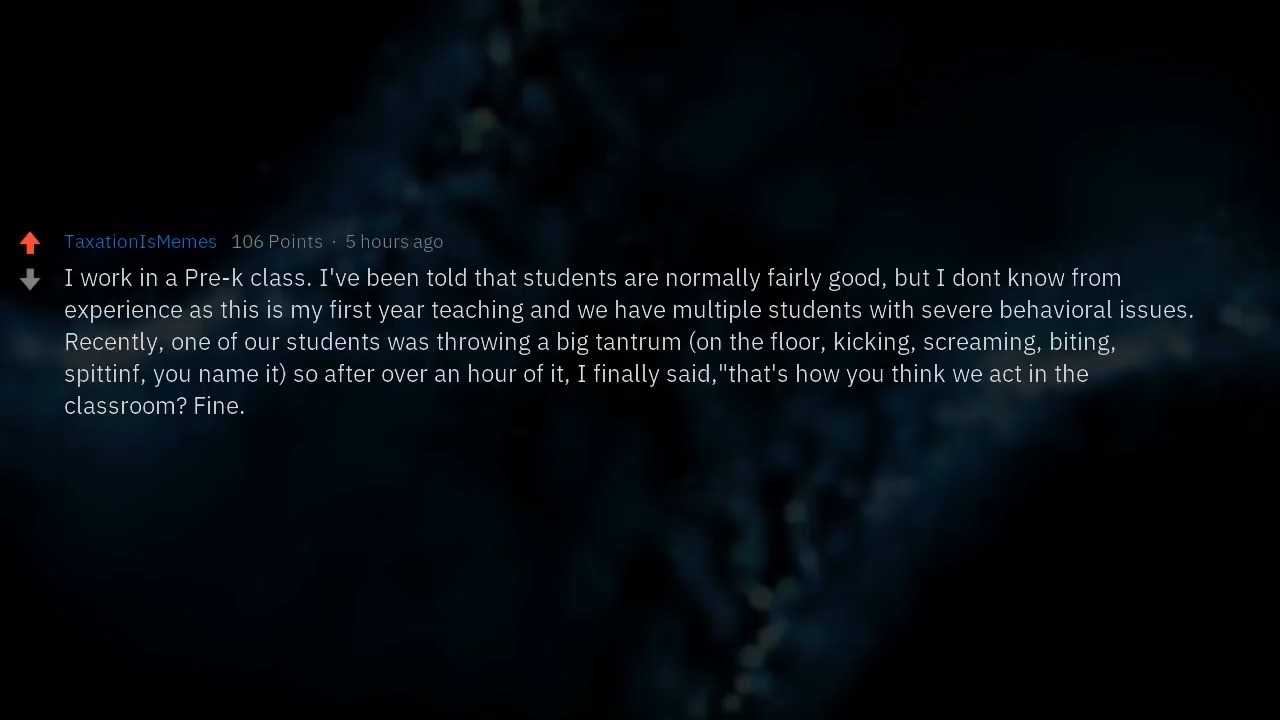 TaxationIsMemes 106 Points · 5 hours ago
I work in a Pre-k class. I've been told that students are normally fairly good, but I dont know from
experience as this is my first year teaching and we have multiple students with severe behavioral issues.
Recently, one of our students was throwing a big tantrum (on the floor, kicking, screaming, biting,
spittinf, you name it) so after over an hour of it, I finally said,"that's how you think we act in the
classroom? Fine.